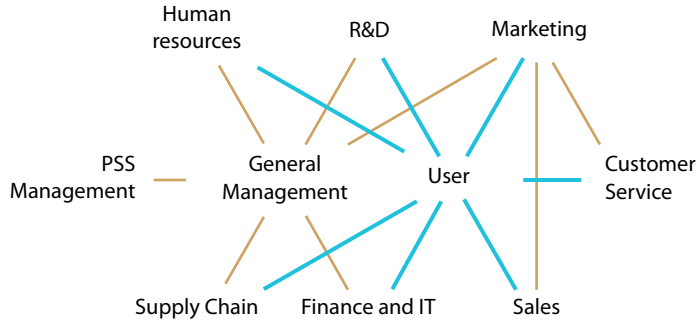 Human
resources
R&D
Marketing
PSS
Management
General
Management
User
Customer
Service
Supply Chain
Finance and IT
Sales